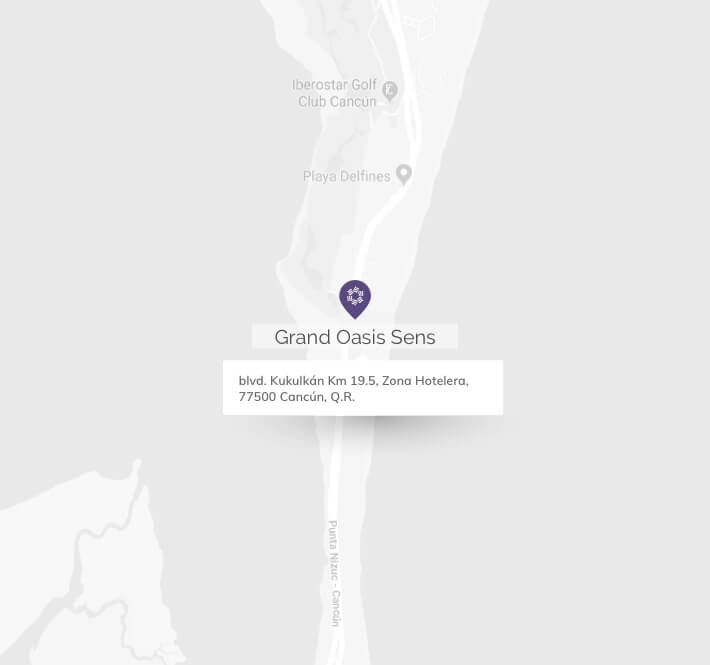 Iberostar Golf
Club Cancún
Playa Delfines
Grand Oasis Sens
blvd. Kukulkán Km 19.5, Zona Hotelera,
77500 Cancún, Q.R.
Punta Nizuc - Cancún